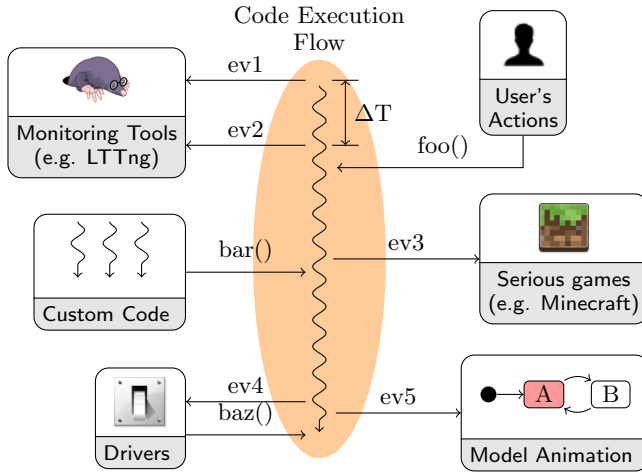 Code Execution
Flow
ev1
ΔT
ev2
Monitoring Tools
(e.g. LTTng)
User's
Actions
foo()
bar()
Custom Code
ev3
Serious games
(e.g. Minecraft)
ev4
baz()
Drivers
ev5
A
B
Model Animation